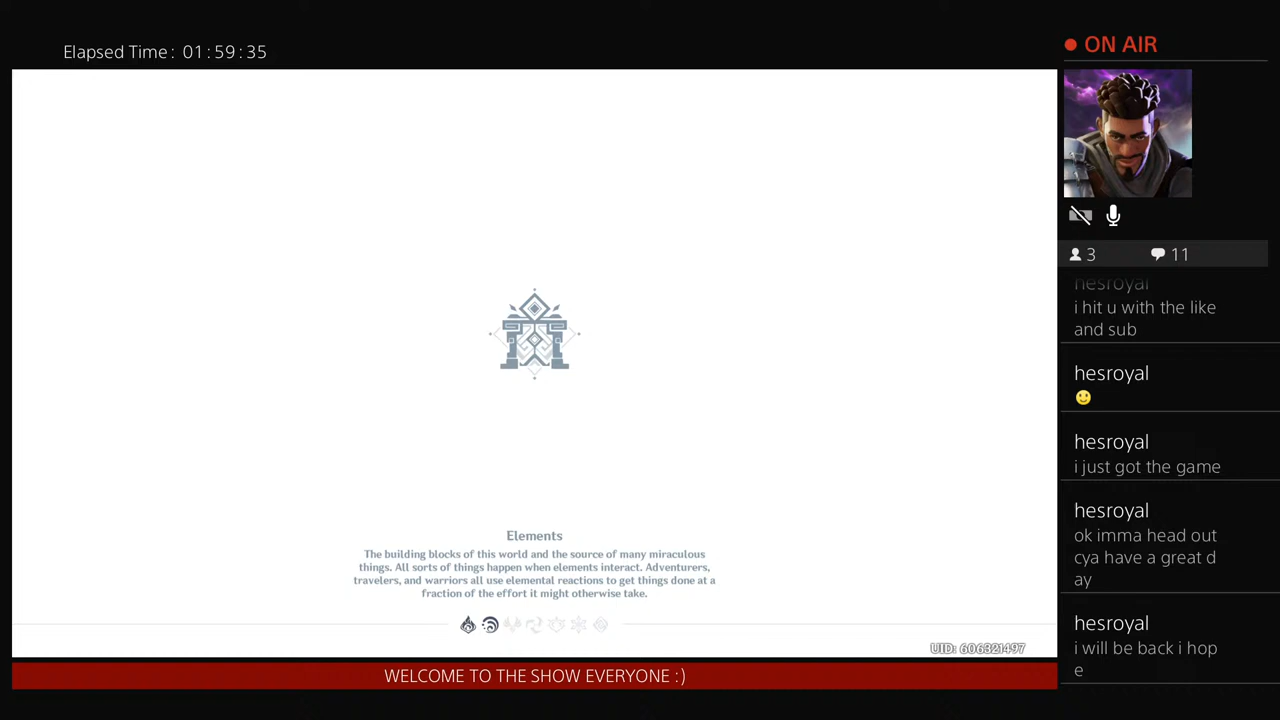 Elapsed Time: 01:59:35
ON AIR
3
11
hesroyal
i hit u with the like
and sub
hesroyal
hesroyal
i just got the game
hesroyal
ok imma head out
cya have a great d
ay
hesroyal
i will be back i hop
e
Elements
The building blocks of this world and the source of many miraculous
things. All sorts of things happen when elements interact. Adventurers,
travelers, and warriors all use elemental reactions to get things done at a
fraction of the effort it might otherwise take.
UID: 606321497
WELCOME TO THE SHOW EVERYONE :)